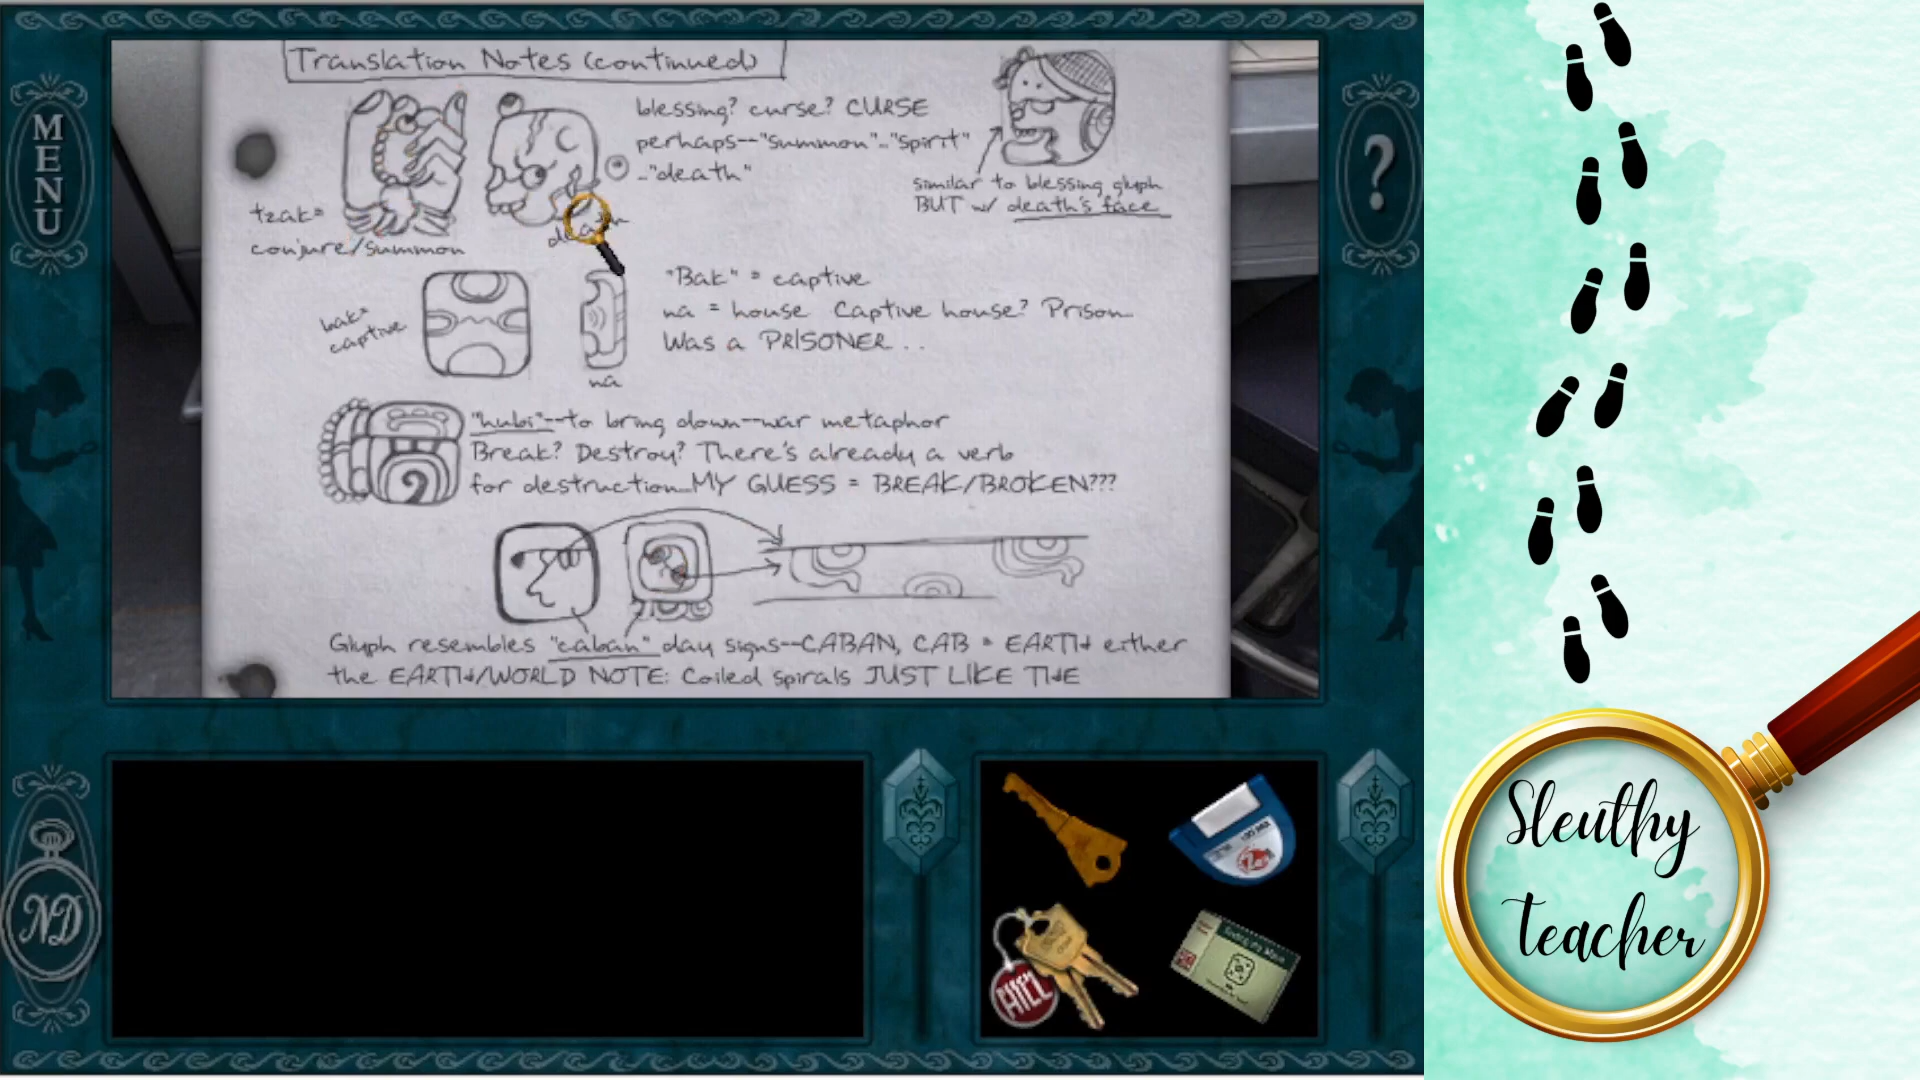 Translation Notes (continued)
blessing? curse? CURSE
perhaps--"summon"..."spirit"
.."death"
tzak=
conjure/summon
death
similar to blessing glyph
BUT w/ death's face
bak=
captive
na
"Bak" = captive
na = house Captive house? Prison..
Was a PRISONER . .
"hubi"--to bring down--war metaphor
Break? Destroy? There's already a verb
for destruction...MY GUESS = BREAK/BROKEN???
Glyph resembles "caban" day signs--CABAN, CAB = EARTH either
the EARTH/WORLD NOTE: Coiled spirals JUST LIKE THE
MENU
?
ND
Sleuthy
Teacher